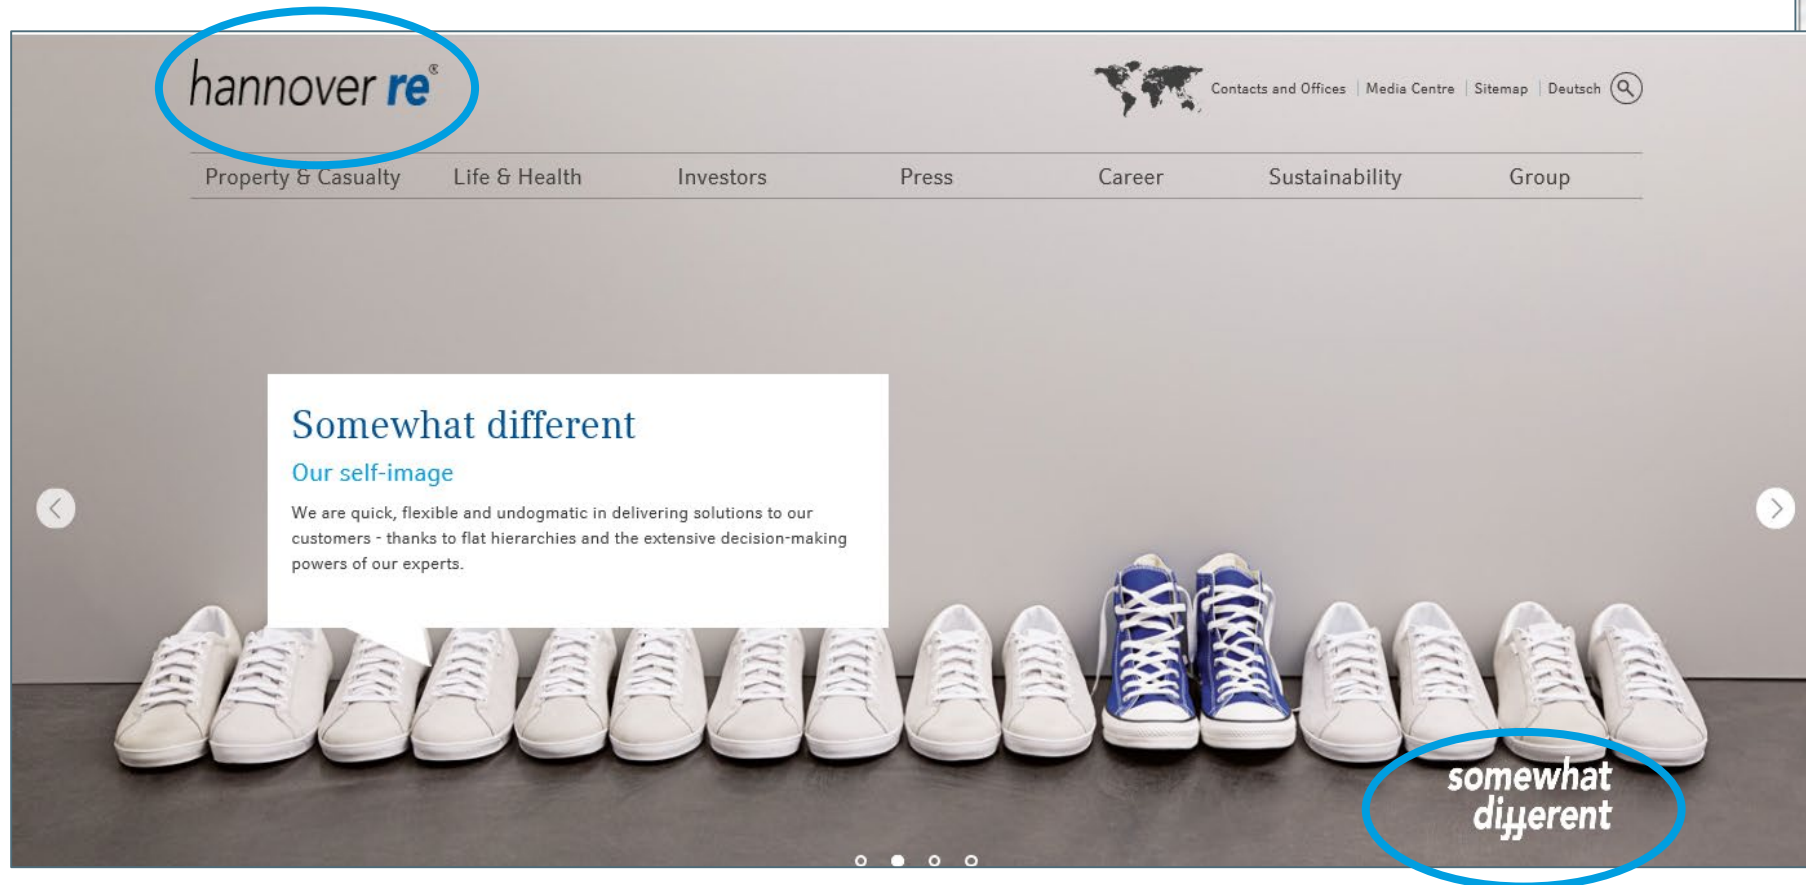 hannover re®
Contacts and Offices | Media Centre | Sitemap | Deutsch
Property & Casualty Life & Health Investors Press Career Sustainability Group
Somewhat different
Our self-image
We are quick, flexible and undogmatic in delivering solutions to our
customers - thanks to flat hierarchies and the extensive decision-making
powers of our experts.
somewhat
different